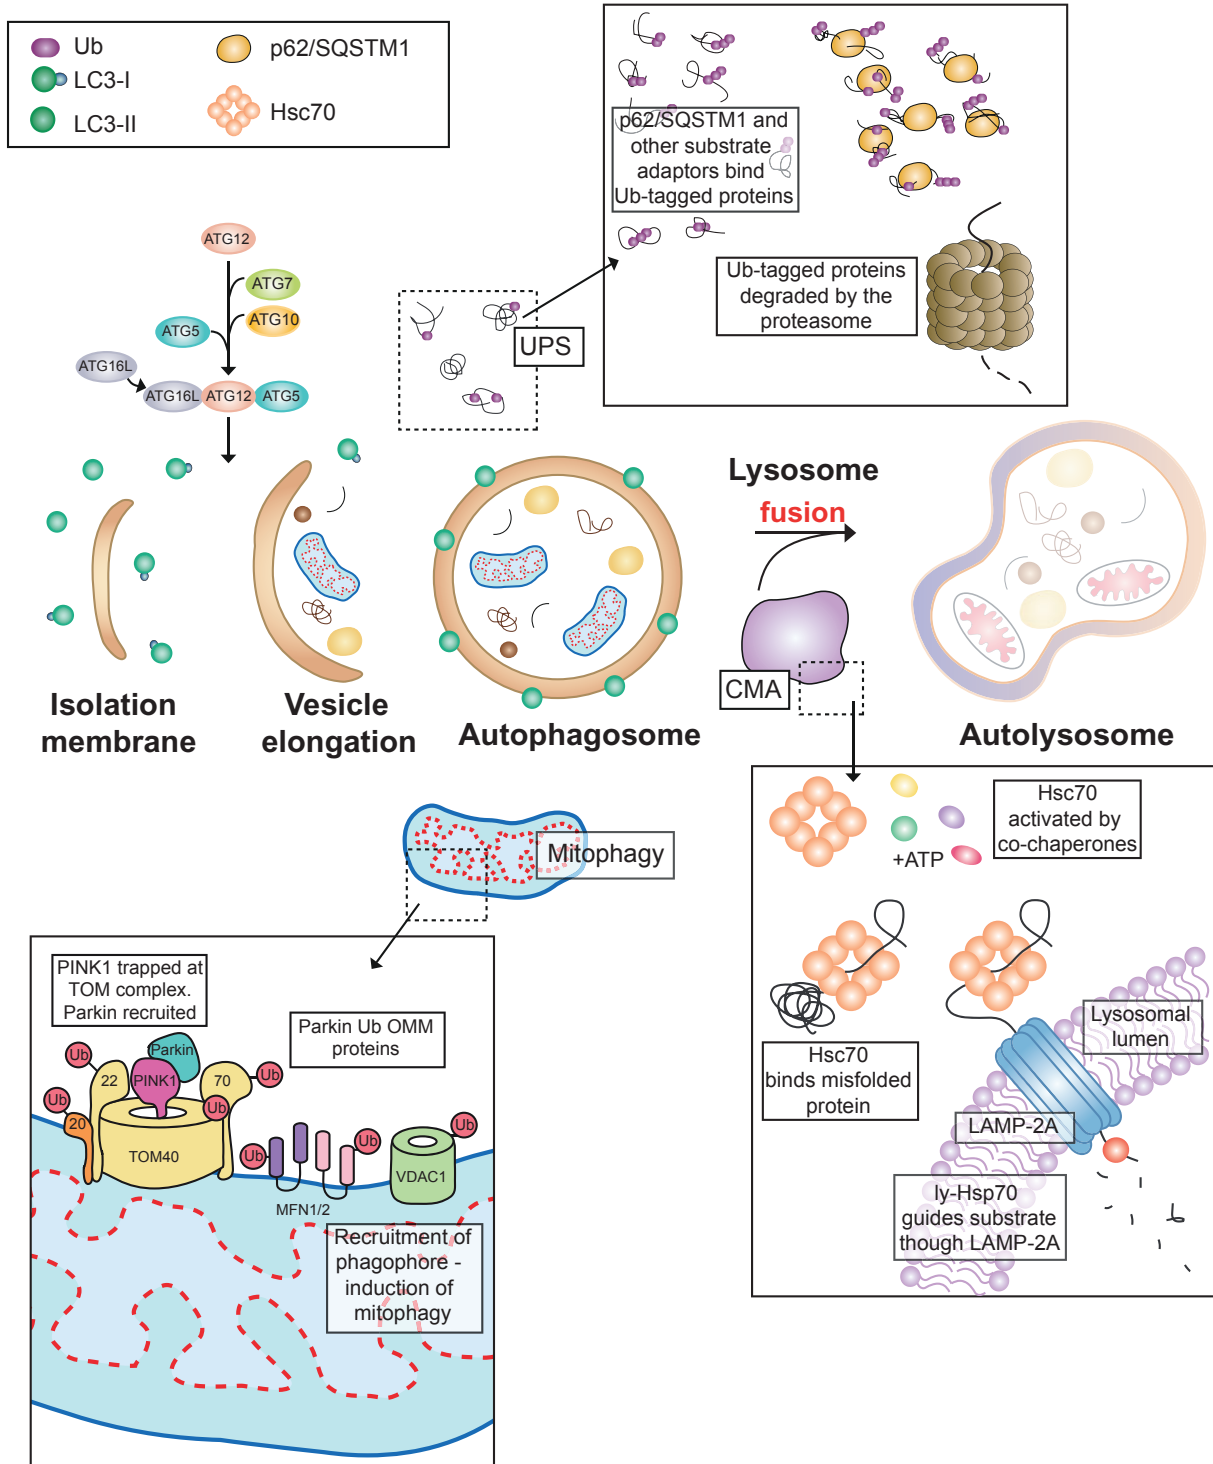 Ub
LC3-I
LC3-II
p62/SQSTM1
Hsc70
p62/SQSTM1 and
other substrate
adaptors bind
Ub-tagged proteins
Ub-tagged proteins
degraded by the
proteasome
ATG12
ATG7
ATG10
ATG5
ATG16L
ATG16L
ATG12
ATG5
UPS
Lysosome
fusion
CMA
Isolation
membrane
Vesicle
elongation
Autophagosome
Autolysosome
Mitophagy
Hsc70
activated by
co-chaperones
+ATP
Hsc70
binds misfolded
protein
Lysosomal
lumen
LAMP-2A
ly-Hsp70
guides substrate
though LAMP-2A
PINK1 trapped at
TOM complex.
Parkin recruited
Parkin Ub OMM
proteins
Parkin
Ub
22
PINK1
70
Ub
Ub
Ub
20
TOM40
Ub
Ub
Ub
VDAC1
MFN1/2
Recruitment of
phagophore -
induction of
mitophagy